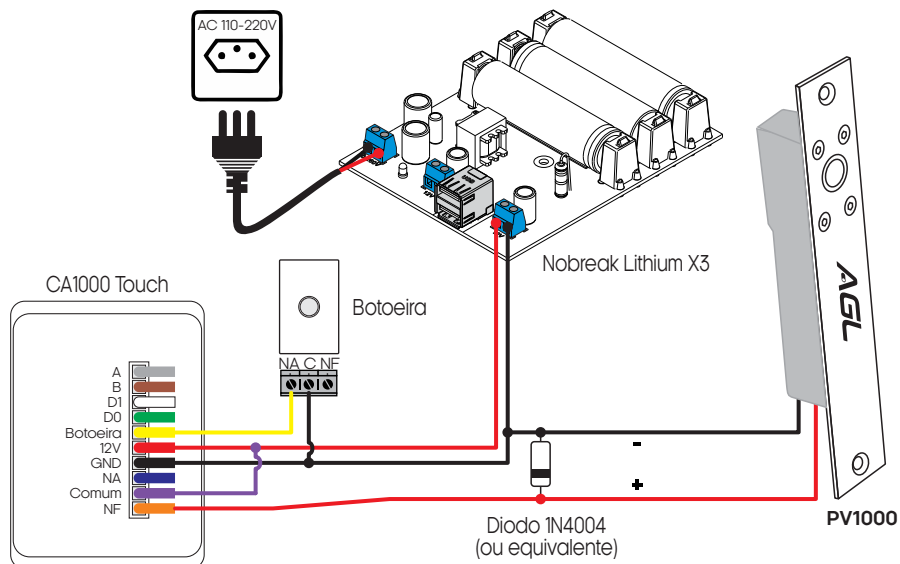 AC 110-220V
Nobreak Lithium X3
CA1000 Touch
Botoeira
NA C NF
A
B
D1
D0
Botoeira
12V
GND
NA
Comum
NF
-
+
Diodo 1N4004
(ou equivalente)
AGL
PV1000